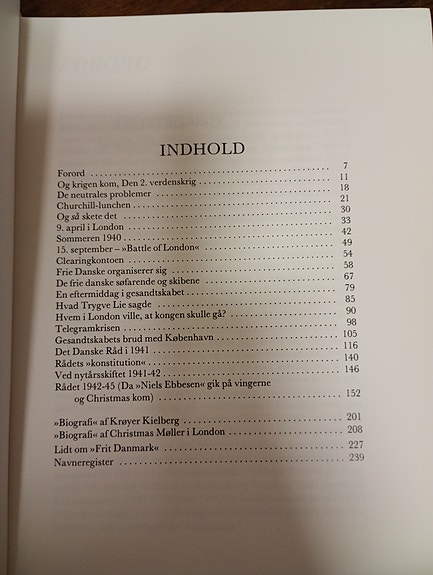 INDHOLD
Forord 7
Og krigen kom, Den 2. verdenskrig 11
De neutrales problemer 18
Churchill-lunchen 21
Og så skete det 30
9. april i London 33
Sommeren 1940 42
15. september – »Battle of London« 49
Clearingkontoen 54
Frie Danske organiserer sig 58
De frie danske søfarende og skibene 67
En eftermiddag i gesandtskabet 79
Hvad Trygve Lie sagde 85
Hvem i London ville, at kongen skulle gå? 90
Telegramkrisen 98
Gesandtskabets brud med København 105
Det Danske Råd i 1941 116
Rådets »konstitution« 140
Ved nytårsskiftet 1941-42 146
Rådet 1942-45 (Da »Niels Ebbesen« gik på vingerne
og Christmas kom) 152
»Biografi« af Krøyer Kielberg 201
»Biografi« af Christmas Møller i London 208
Lidt om »Frit Danmark« 227
Navneregister 239